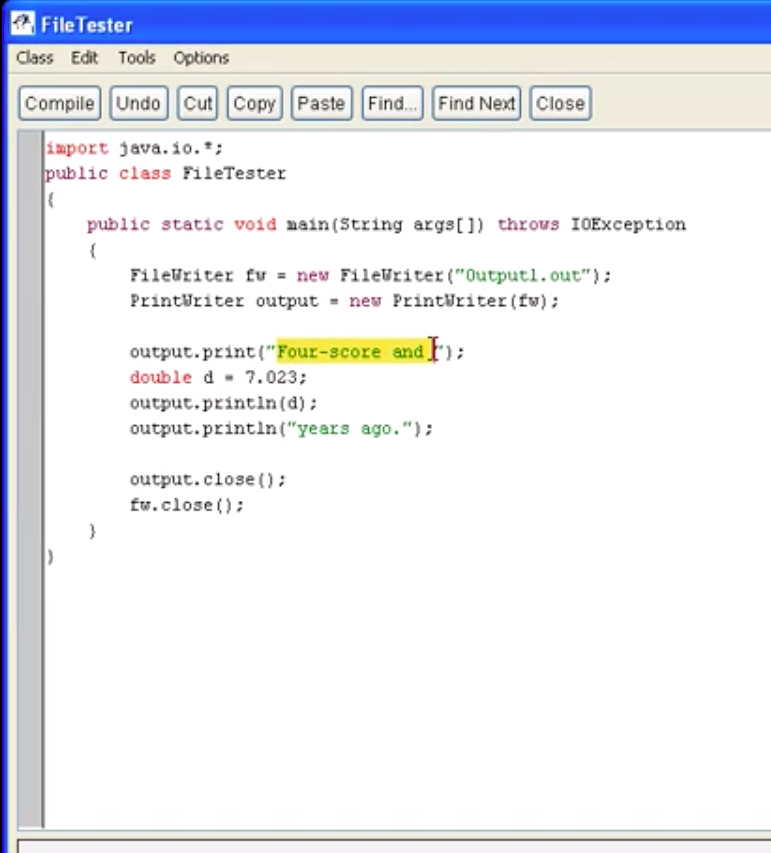 FileTester
Class Edit Tools Options
Compile Undo Cut Copy Paste Find... Find Next Close
import java.io.*;
public class FileTester
{
    public static void main(String args[]) throws IOException
    {
        FileWriter fw = new FileWriter("Output1.out");
        PrintWriter output = new PrintWriter(fw);

        output.print("Four-score and ");
        double d = 7.023;
        output.println(d);
        output.println("years ago.");

        output.close();
        fw.close();
    }
}